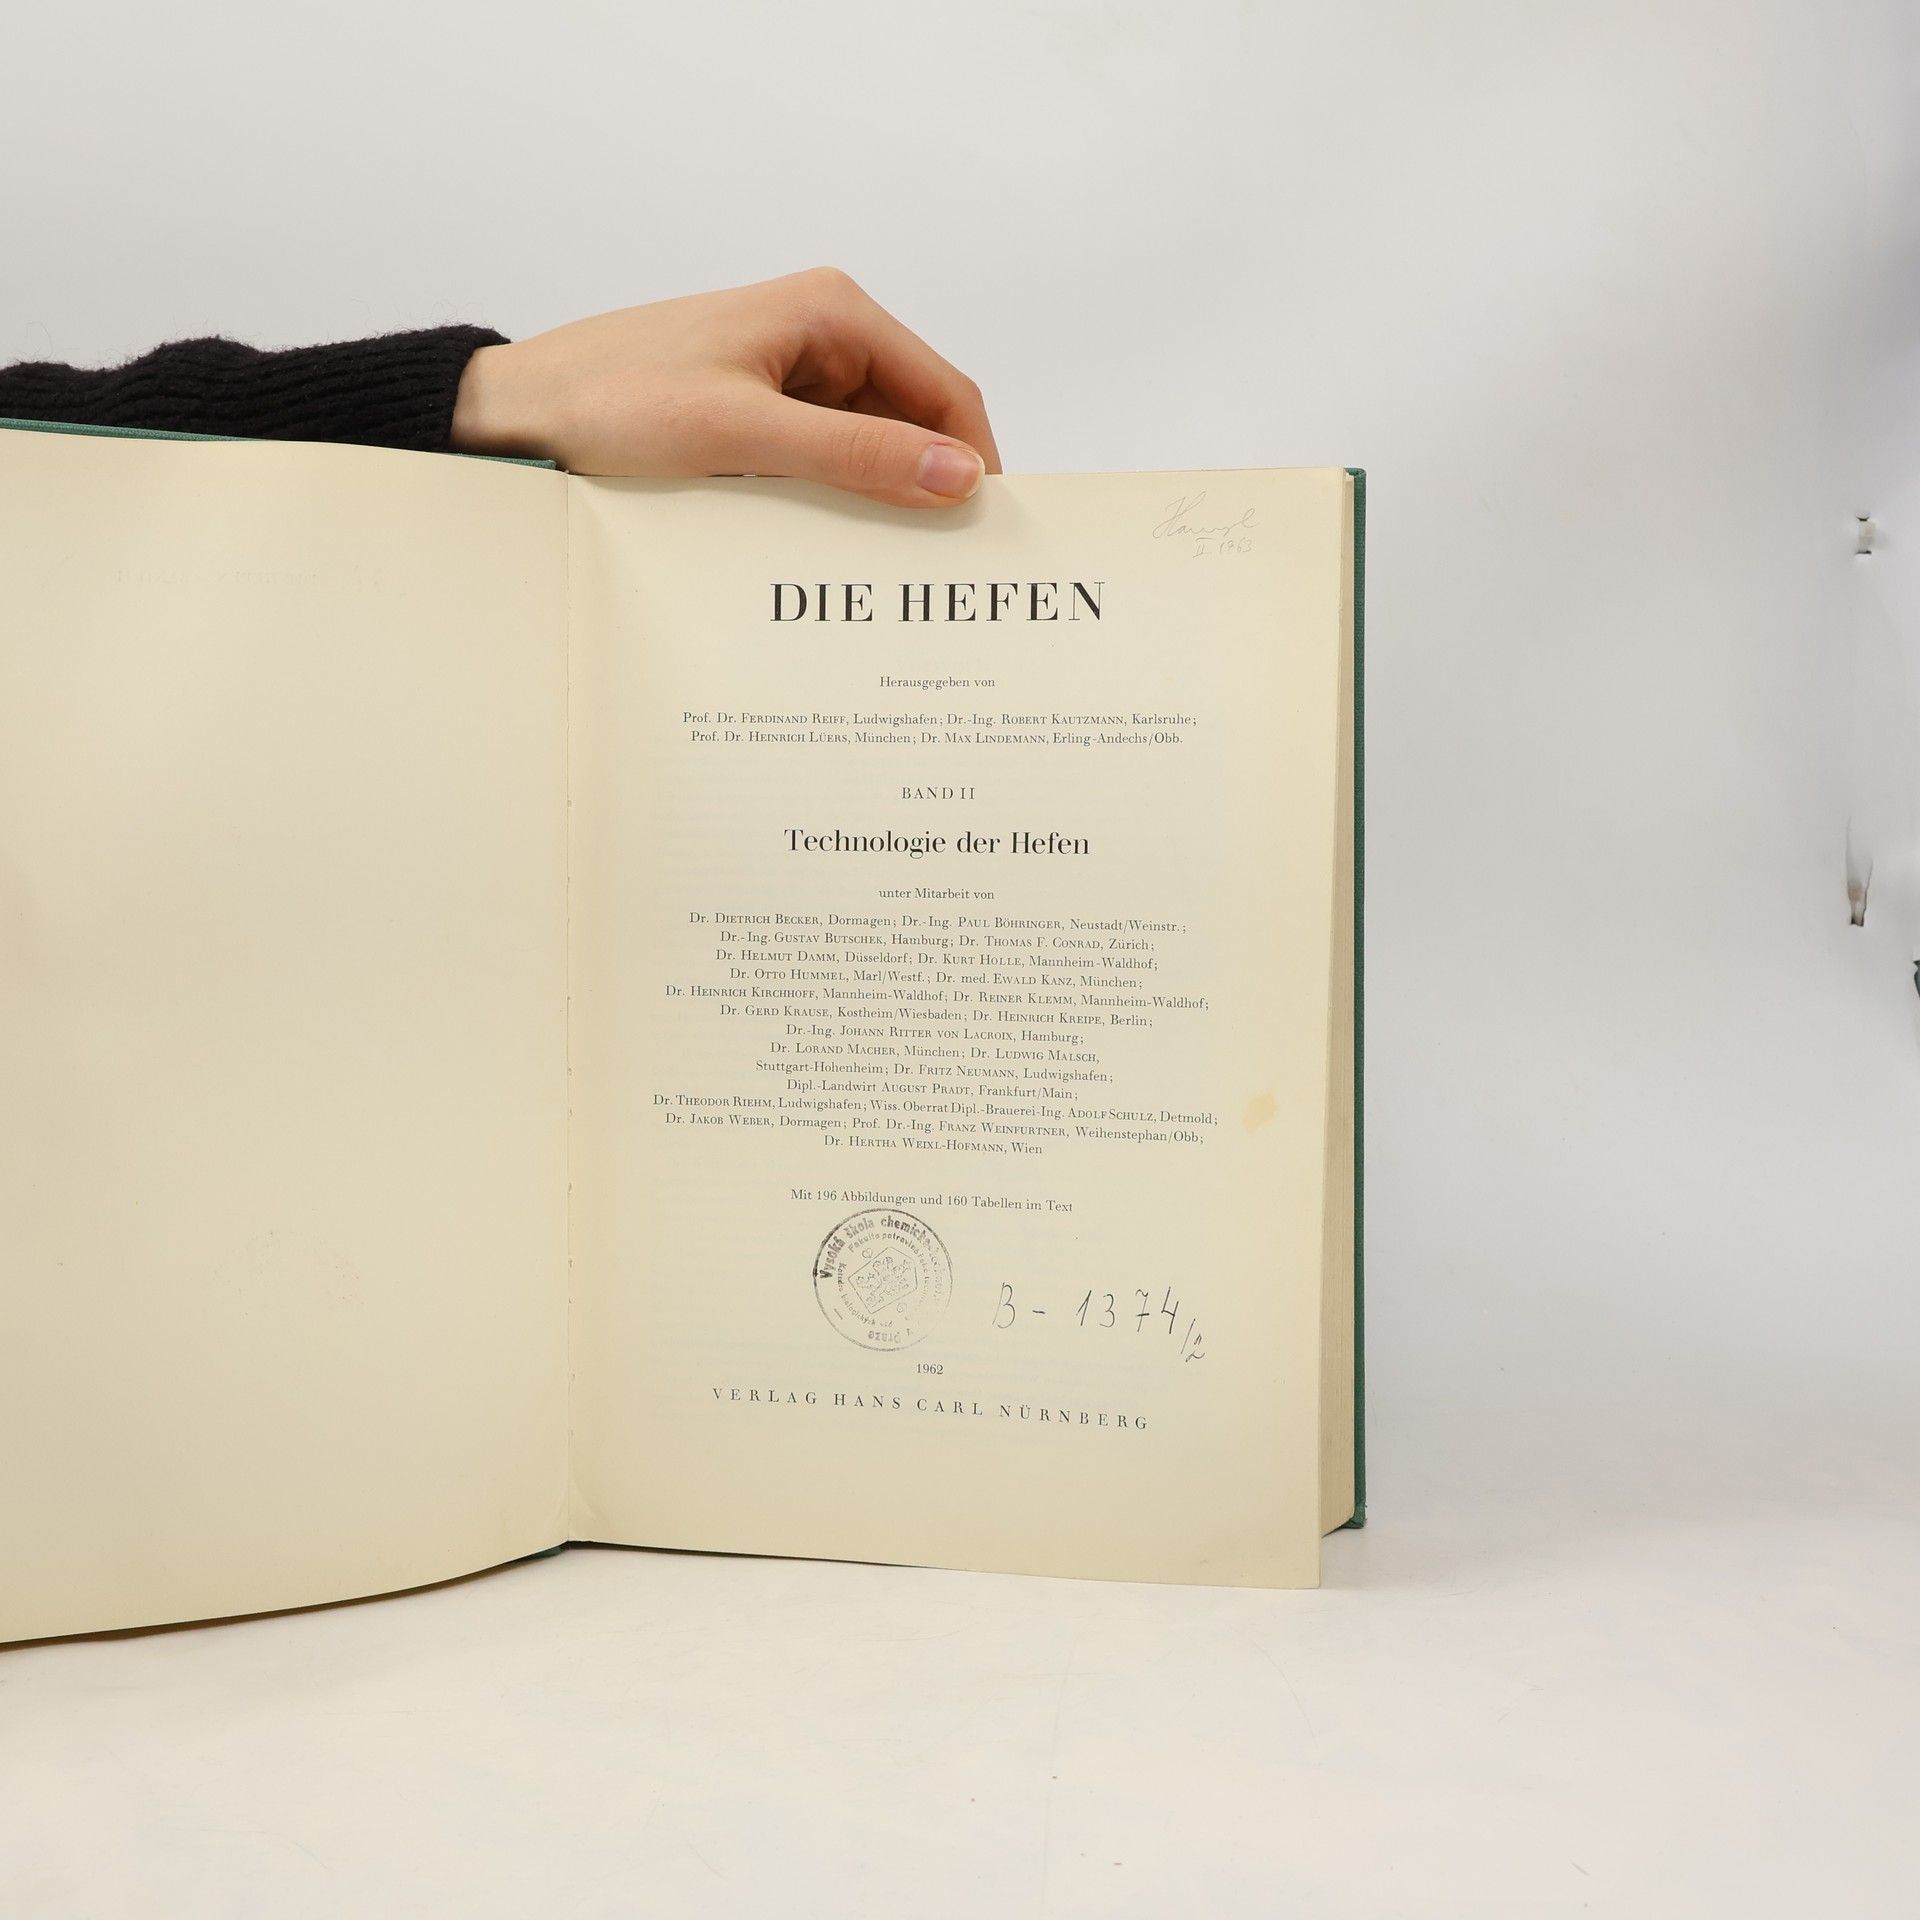 II 1963
DIE HEFEN
Herausgegeben von
Prof. Dr. FERDINAND REIFF, Ludwigshafen; Dr.-Ing. ROBERT KAUTZMANN, Karlsruhe;
Prof. Dr. HEINRICH LÜERS, München; Dr. MAX LINDEMANN, Erling-Andechs/Obb.
BAND II
Technologie der Hefen
unter Mitarbeit von
Dr. DIETRICH BECKER, Dormagen; Dr.-Ing. PAUL BÖHRINGER, Neustadt/Weinstr.;
Dr.-Ing. GUSTAV BUTSCHEK, Hamburg; Dr. THOMAS F. CONRAD, Zürich;
Dr. HELMUT DAMM, Düsseldorf; Dr. KURT HOLLE, Mannheim-Waldhof;
Dr. OTTO HUMMEL, Marl/Westf.; Dr. med. EWALD KANZ, München;
Dr. HEINRICH KIRCHHOFF, Mannheim-Waldhof; Dr. REINER KLEMM, Mannheim-Waldhof;
Dr. GERD KRAUSE, Kostheim/Wiesbaden; Dr. HEINRICH KREIPE, Berlin;
Dr.-Ing. JOHANN RITTER VON LACROIX, Hamburg;
Dr. LORAND MACHER, München; Dr. LUDWIG MALSCH,
Stuttgart-Hohenheim; Dr. FRITZ NEUMANN, Ludwigshafen;
Dipl.-Landwirt AUGUST PRADT, Frankfurt/Main;
Dr. THEODOR RIEHM, Ludwigshafen; Wiss. Oberrat Dipl.-Brauerei-Ing. ADOLF SCHULZ, Detmold;
Dr. JAKOB WEBER, Dormagen; Prof. Dr.-Ing. FRANZ WEINFURTNER, Weihenstephan/Obb;
Dr. HERTHA WEIXL-HOFMANN, Wien
Mit 196 Abbildungen und 160 Tabellen im Text
Vysoká škola chemicko
v Praze
B - 1374/2
1962
VERLAG HANS CARL NÜRNBERG